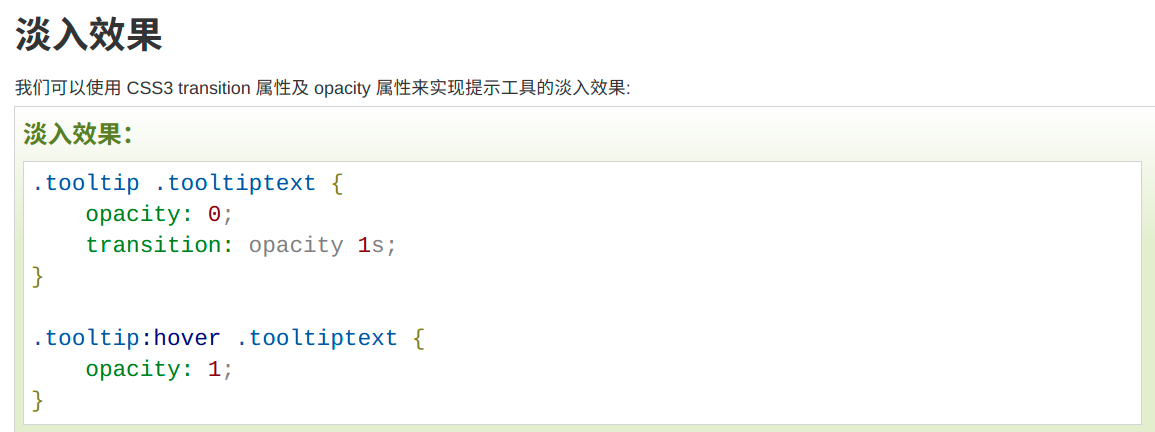 淡入效果
我们可以使用 CSS3 transition 属性及 opacity 属性来实现提示工具的淡入效果:
淡入效果：
.tooltip .tooltiptext {
    opacity: 0;
    transition: opacity 1s;
}

.tooltip:hover .tooltiptext {
    opacity: 1;
}